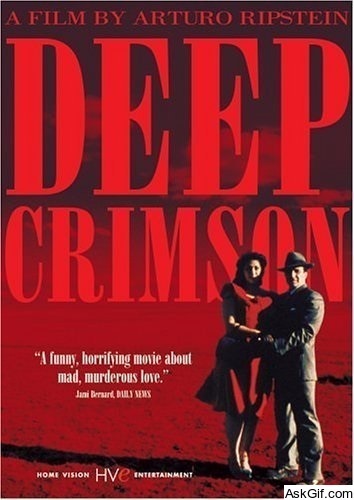 A FILM BY ARTURO RIPSTEIN
DEEP
CRIMSON
“A funny, horrifying movie about
mad, murderous love.”
Jami Bernard, DAILY NEWS
HOME VISION HVe ENTERTAINMENT
AskGif.com